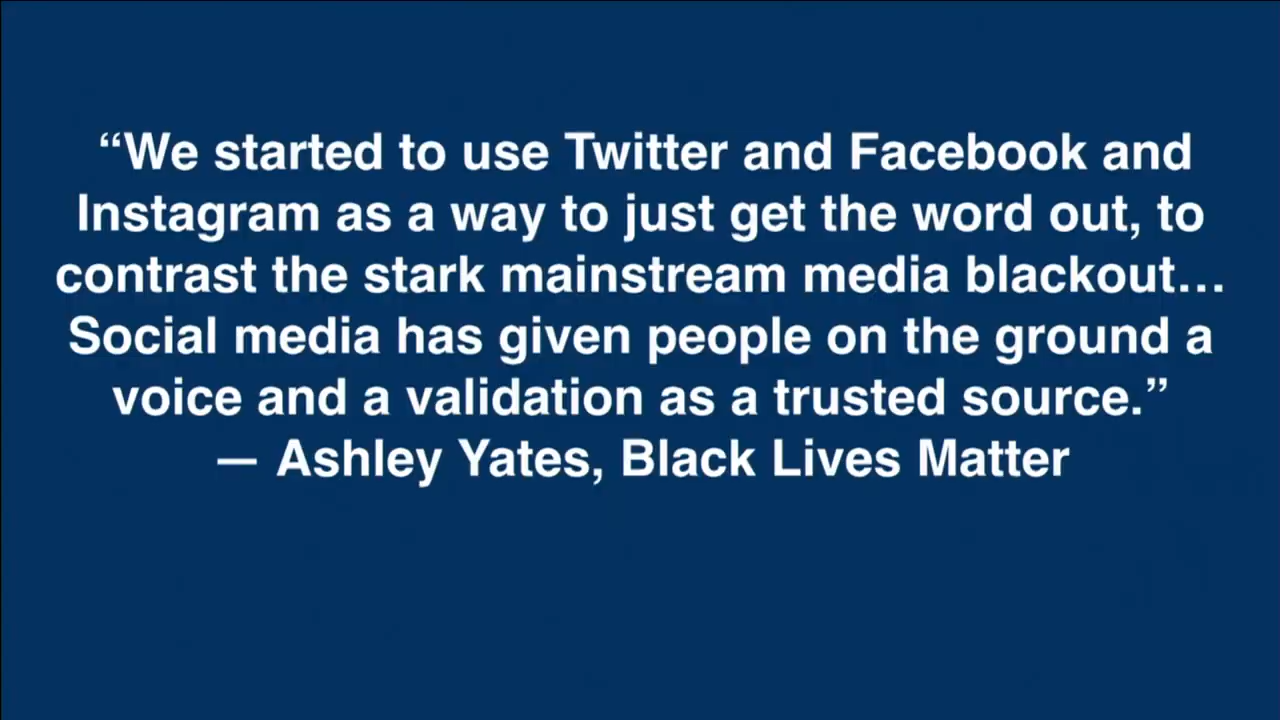 “We started to use Twitter and Facebook and
Instagram as a way to just get the word out, to
contrast the stark mainstream media blackout…
Social media has given people on the ground a
voice and a validation as a trusted source.”
— Ashley Yates, Black Lives Matter